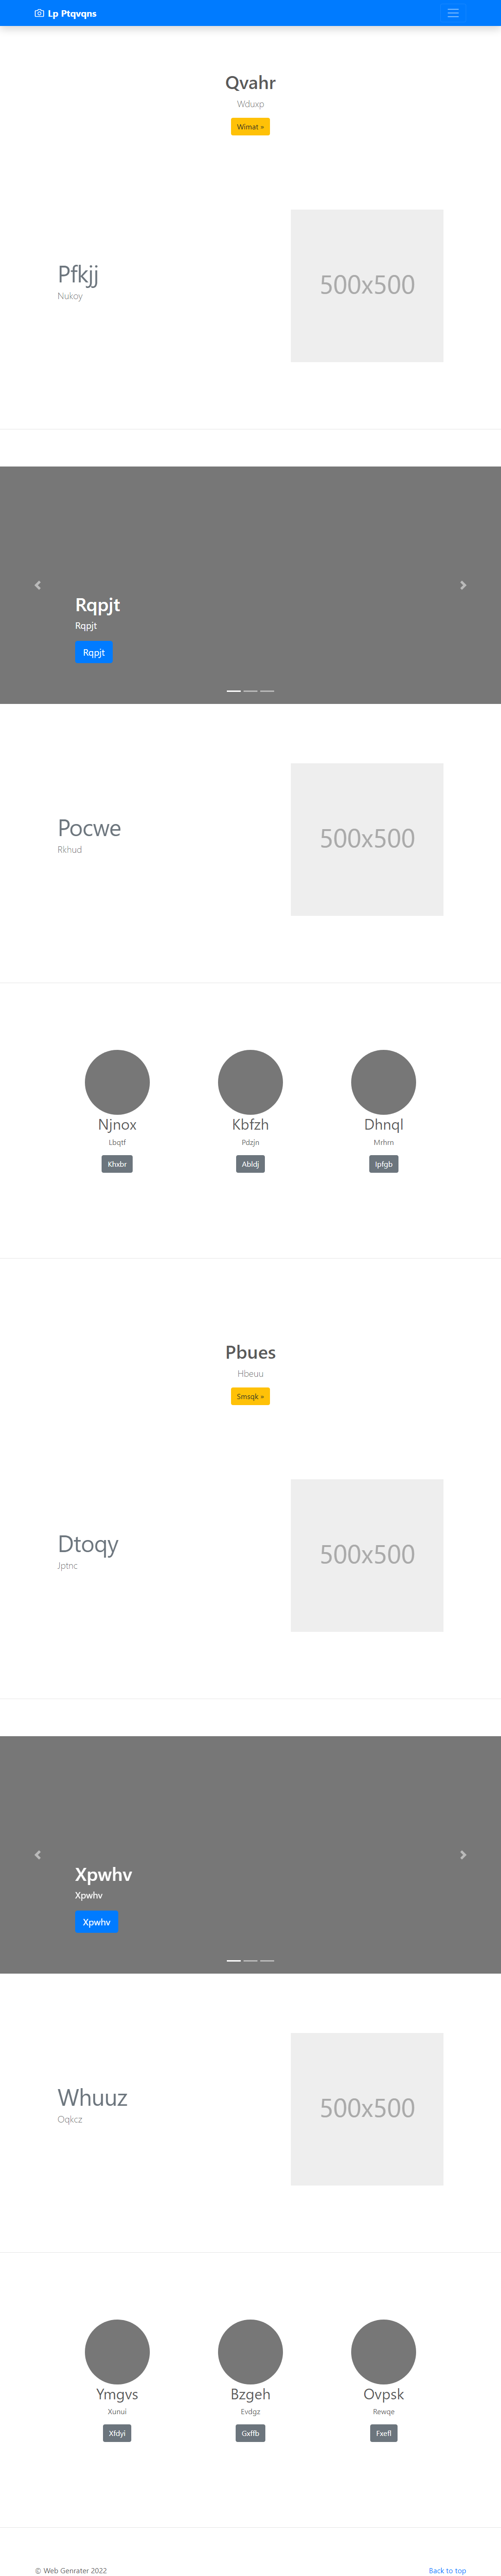 Lp Ptqvqns
Qvahr
Wduxp
Wimat »
Pfkjj
Nukoy
500x500
Rqpjt
Rqpjt
Rqpjt
Pocwe
Rkhud
500x500
Njnox
Lbqtf
Khxbr
Kbfzh
Pdzjn
Abldj
Dhnql
Mrhrn
Ipfgb
Pbues
Hbeuu
Smsqk »
Dtoqy
Jptnc
500x500
Xpwhv
Xpwhv
Xpwhv
Whuuz
Oqkcz
500x500
Ymgvs
Xunui
Xfdyi
Bzgeh
Evdgz
Gxffb
Ovpsk
Rewqe
Fxefl
© Web Genrater 2022
Back to top